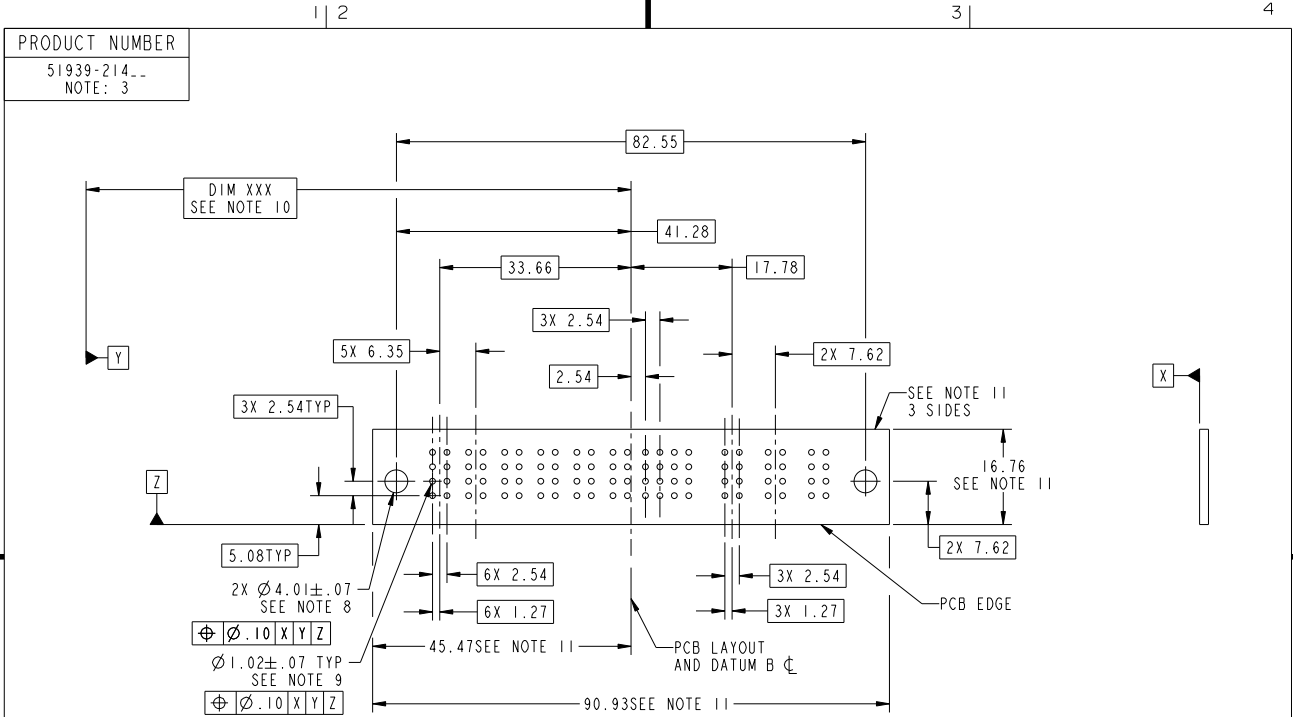 1 2 3 4
PRODUCT NUMBER
51939-214__
NOTE: 3
82.55
DIM XXX
SEE NOTE 10
41.28
33.66
17.78
3X 2.54
5X 6.35
2X 7.62
Y
2.54
X
3X 2.54TYP
SEE NOTE 11
3 SIDES
16.76
SEE NOTE 11
Z
5.08TYP
2X 7.62
6X 2.54
3X 2.54
2X Ø4.01±.07
SEE NOTE 8
6X 1.27
3X 1.27
PCB EDGE
⌖ Ø.10 X Y Z
45.47SEE NOTE 11
PCB LAYOUT
AND DATUM B ℄
Ø1.02±.07 TYP
SEE NOTE 9
⌖ Ø.10 X Y Z
90.93SEE NOTE 11